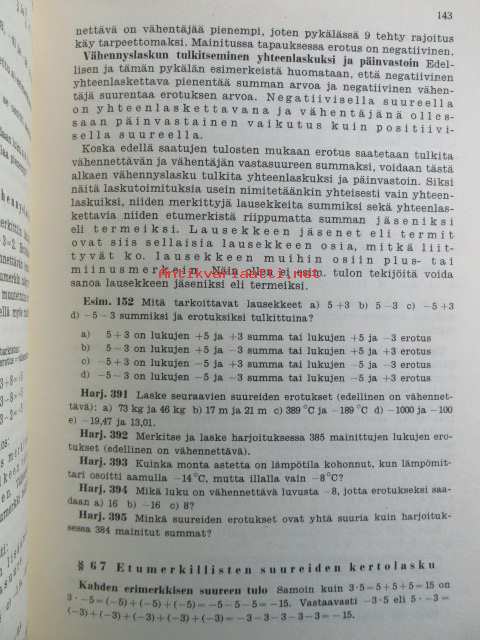 143
nettävä on vähentäjää pienempi, joten pykälässä 9 tehty rajoitus
käy tarpeettomaksi. Mainitussa tapauksessa erotus on negatiivinen.
Vähennyslaskun tulkitseminen yhteenlaskuksi ja päinvastoin Edel-
lisen ja tämän pykälän esimerkeistä huomataan, että negatiivinen
yhteenlaskettava pienentää summan arvoa ja negatiivinen vähen-
täjä suurentaa erotuksen arvoa. Negatiivisella suureella
on yhteenlaskettavana ja vähentäjänä olles-
saan päinvastainen vaikutus kuin positiivi-
sella suureella.
Koska edellä saatujen tulosten mukaan erotus saatetaan tulkita
vähennettävän ja vähentäjän vastasuureen summaksi, voidaan tästä
alkaen vähennyslasku tulkita yhteenlaskuksi ja päinvastoin. Siksi
näitä laskutoimituksia usein nimitetäänkin yhteisesti vain yhteen-
laskuiksi, niiden merkittyjä lausekkeita summiksi sekä yhteenlas-
kettavia niiden etumerkistä riippumatta summan jäseniksi
eli termeiksi. Lausekkeen jäsenet eli termit
ovat siis sellaisia lausekkeen osia, mitkä liit-
tyvät ko. lausekkeen muihin osiin plus- tai
miinusmerkein. Näin ollen ei esim. tulon tekijöitä voida
sanoa lausekkeen jäseniksi eli termeiksi.
Esim. 152 Mitä tarkoittavat lausekkeet a) 5+3 b) 5−3 c) −5+3
d) −5−3 summiksi ja erotuksiksi tulkittuina?
a) 5+3 on lukujen +5 ja +3 summa tai lukujen +5 ja −3 erotus
b) 5−3 on lukujen +5 ja −3 summa tai lukujen +5 ja +3 erotus
c) −5+3 on lukujen −5 ja +3 summa tai lukujen −5 ja −3 erotus
d) −5−3 on lukujen −5 ja −3 summa tai lukujen −5 ja +3 erotus
Harj. 391 Laske seuraavien suureiden erotukset (edellinen on vähennet-
tävä): a) 73 kg ja 46 kg b) 17 m ja 21 m c) 389 °C ja −189 °C d) −1000 ja −100
e) −19,47 ja 13,01.
Harj. 392 Merkitse ja laske harjoituksessa 385 mainittujen lukujen ero-
tukset (edellinen on vähennettävä).
Harj. 393 Kuinka monta astetta on lämpötila kohonnut, kun lämpömit-
tari osoitti aamulla −14°C, mutta illalla vain −8°C?
Harj. 394 Mikä luku on vähennettävä luvusta −8, jotta erotukseksi saa-
daan a) 16 b) −16 c) 8?
Harj. 395 Minkä suureiden erotukset ovat yhtä suuria kuin harjoituk-
sessa 384 mainitut summat?
§ 67 Etumerkillisten suureiden kertolasku
Kahden erimerkkisen suureen tulo Samoin kuin 3·5=5+5+5=15 on
3·−5=(−5)+(−5)+(−5)=−5−5−5=−15. Vastaavasti −3·5 eli 5·−3=
(−3)+(−3)+(−3)+(−3)+(−3)=−3−3−3−3−3=−15.